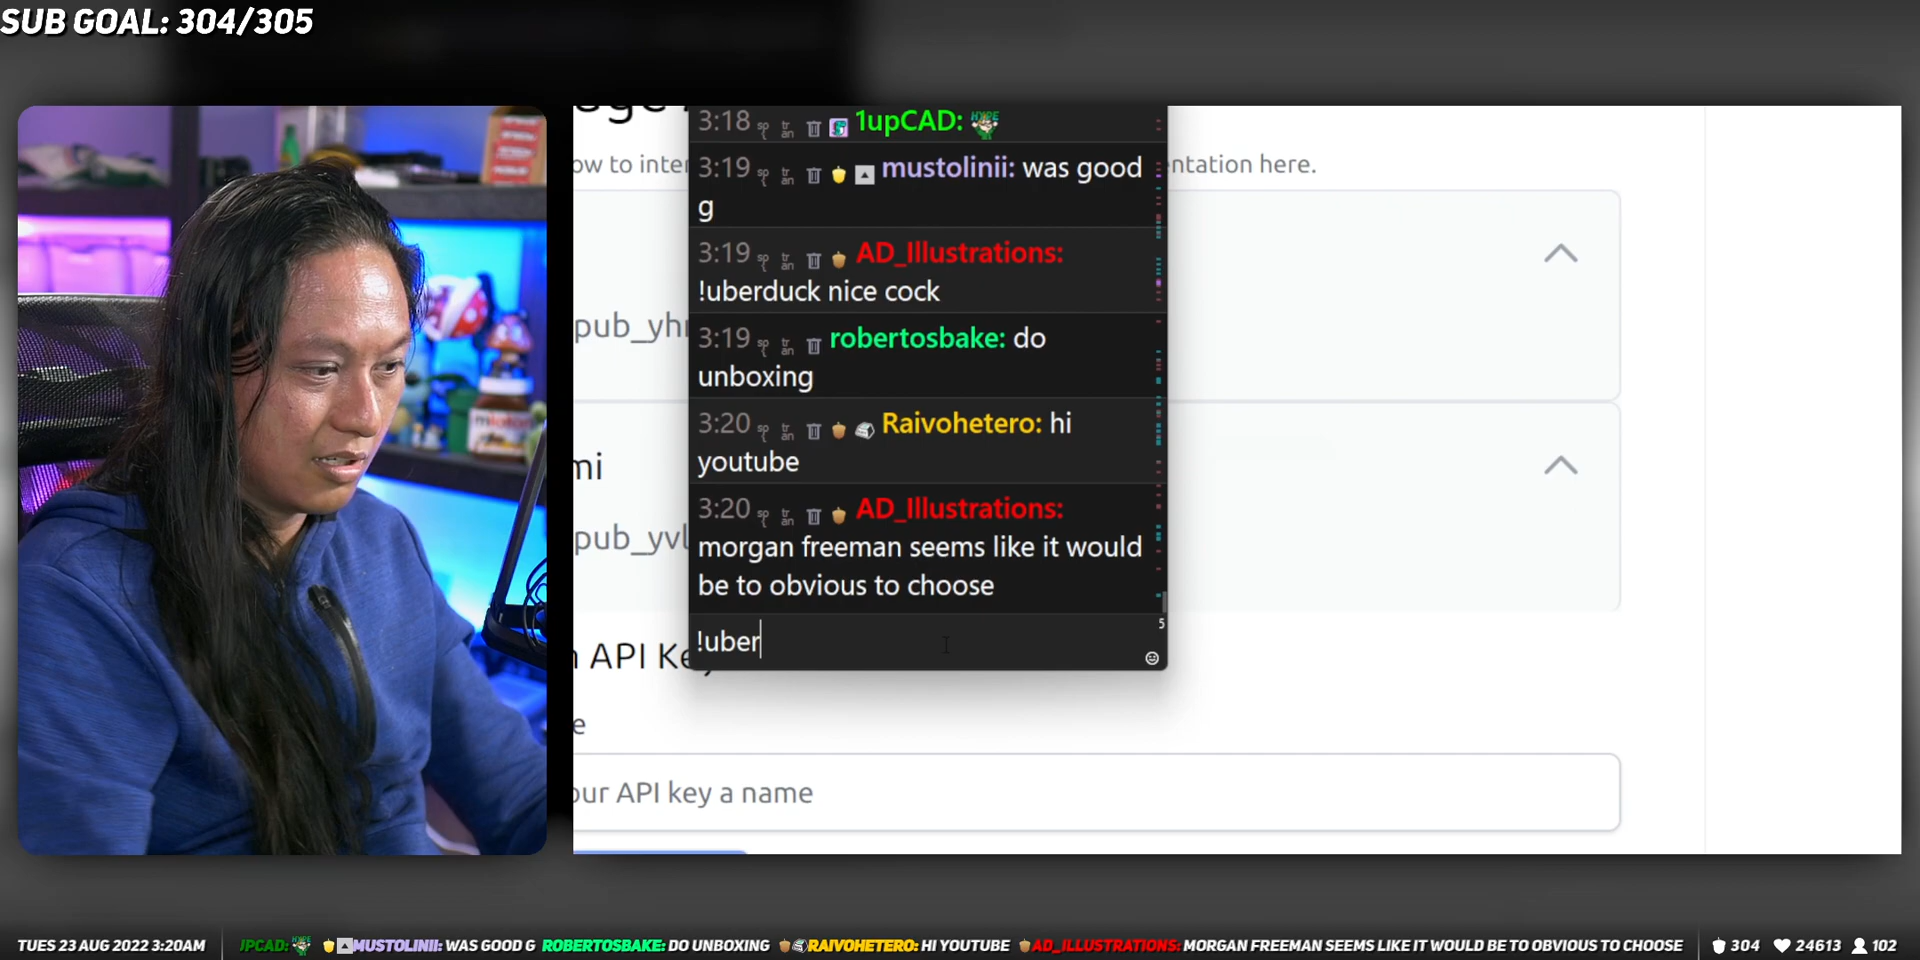 SUB GOAL: 304/305
3:18 1upCAD:
3:19 mustolinii: was good
g
3:19 AD_Illustrations:
!uberduck nice cock
3:19 robertosbake: do
unboxing
3:20 Raivohetero: hi
youtube
3:20 AD_Illustrations:
morgan freeman seems like it would
be to obvious to choose
!uber
5
ow to inte
ntation here.
pub_yh
mi
pub_yvl
API Ke
e
our API key a name
TUES 23 AUG 2022 3:20AM
JPCAD: MUSTOLINII: WAS GOOD G ROBERTOSBAKE: DO UNBOXING RAIVOHETERO: HI YOUTUBE AD_ILLUSTRATIONS: MORGAN FREEMAN SEEMS LIKE IT WOULD BE TO OBVIOUS TO CHOOSE
304 24613 102